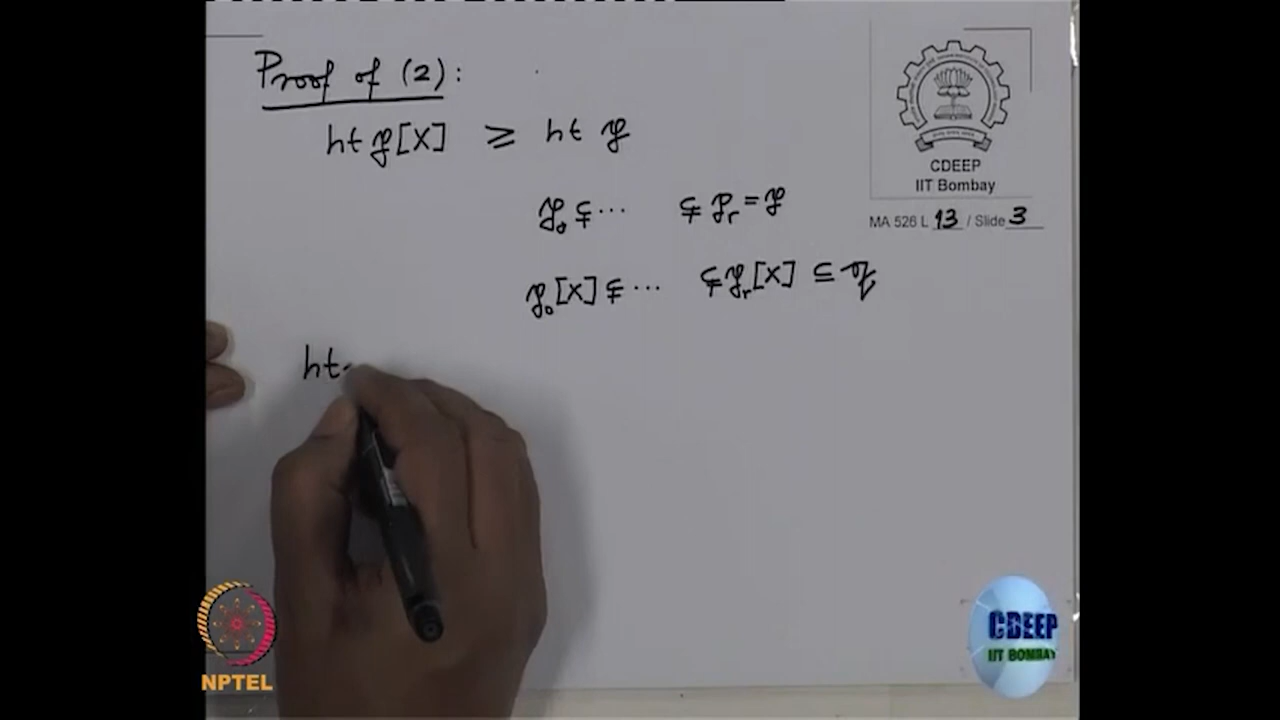 Proof of (2):
ht 𝔭[X] ≥ ht 𝔭
𝔭₀ ⊊ ··· ⊊ 𝔭ᵣ = 𝔭
𝔭₀[X] ⊊ ··· ⊊ 𝔭ᵣ[X] ⊆
ht
CDEEP
IIT Bombay
MA 526 L 13 / Slide 3
NPTEL
CDEEP
IIT BOMBAY